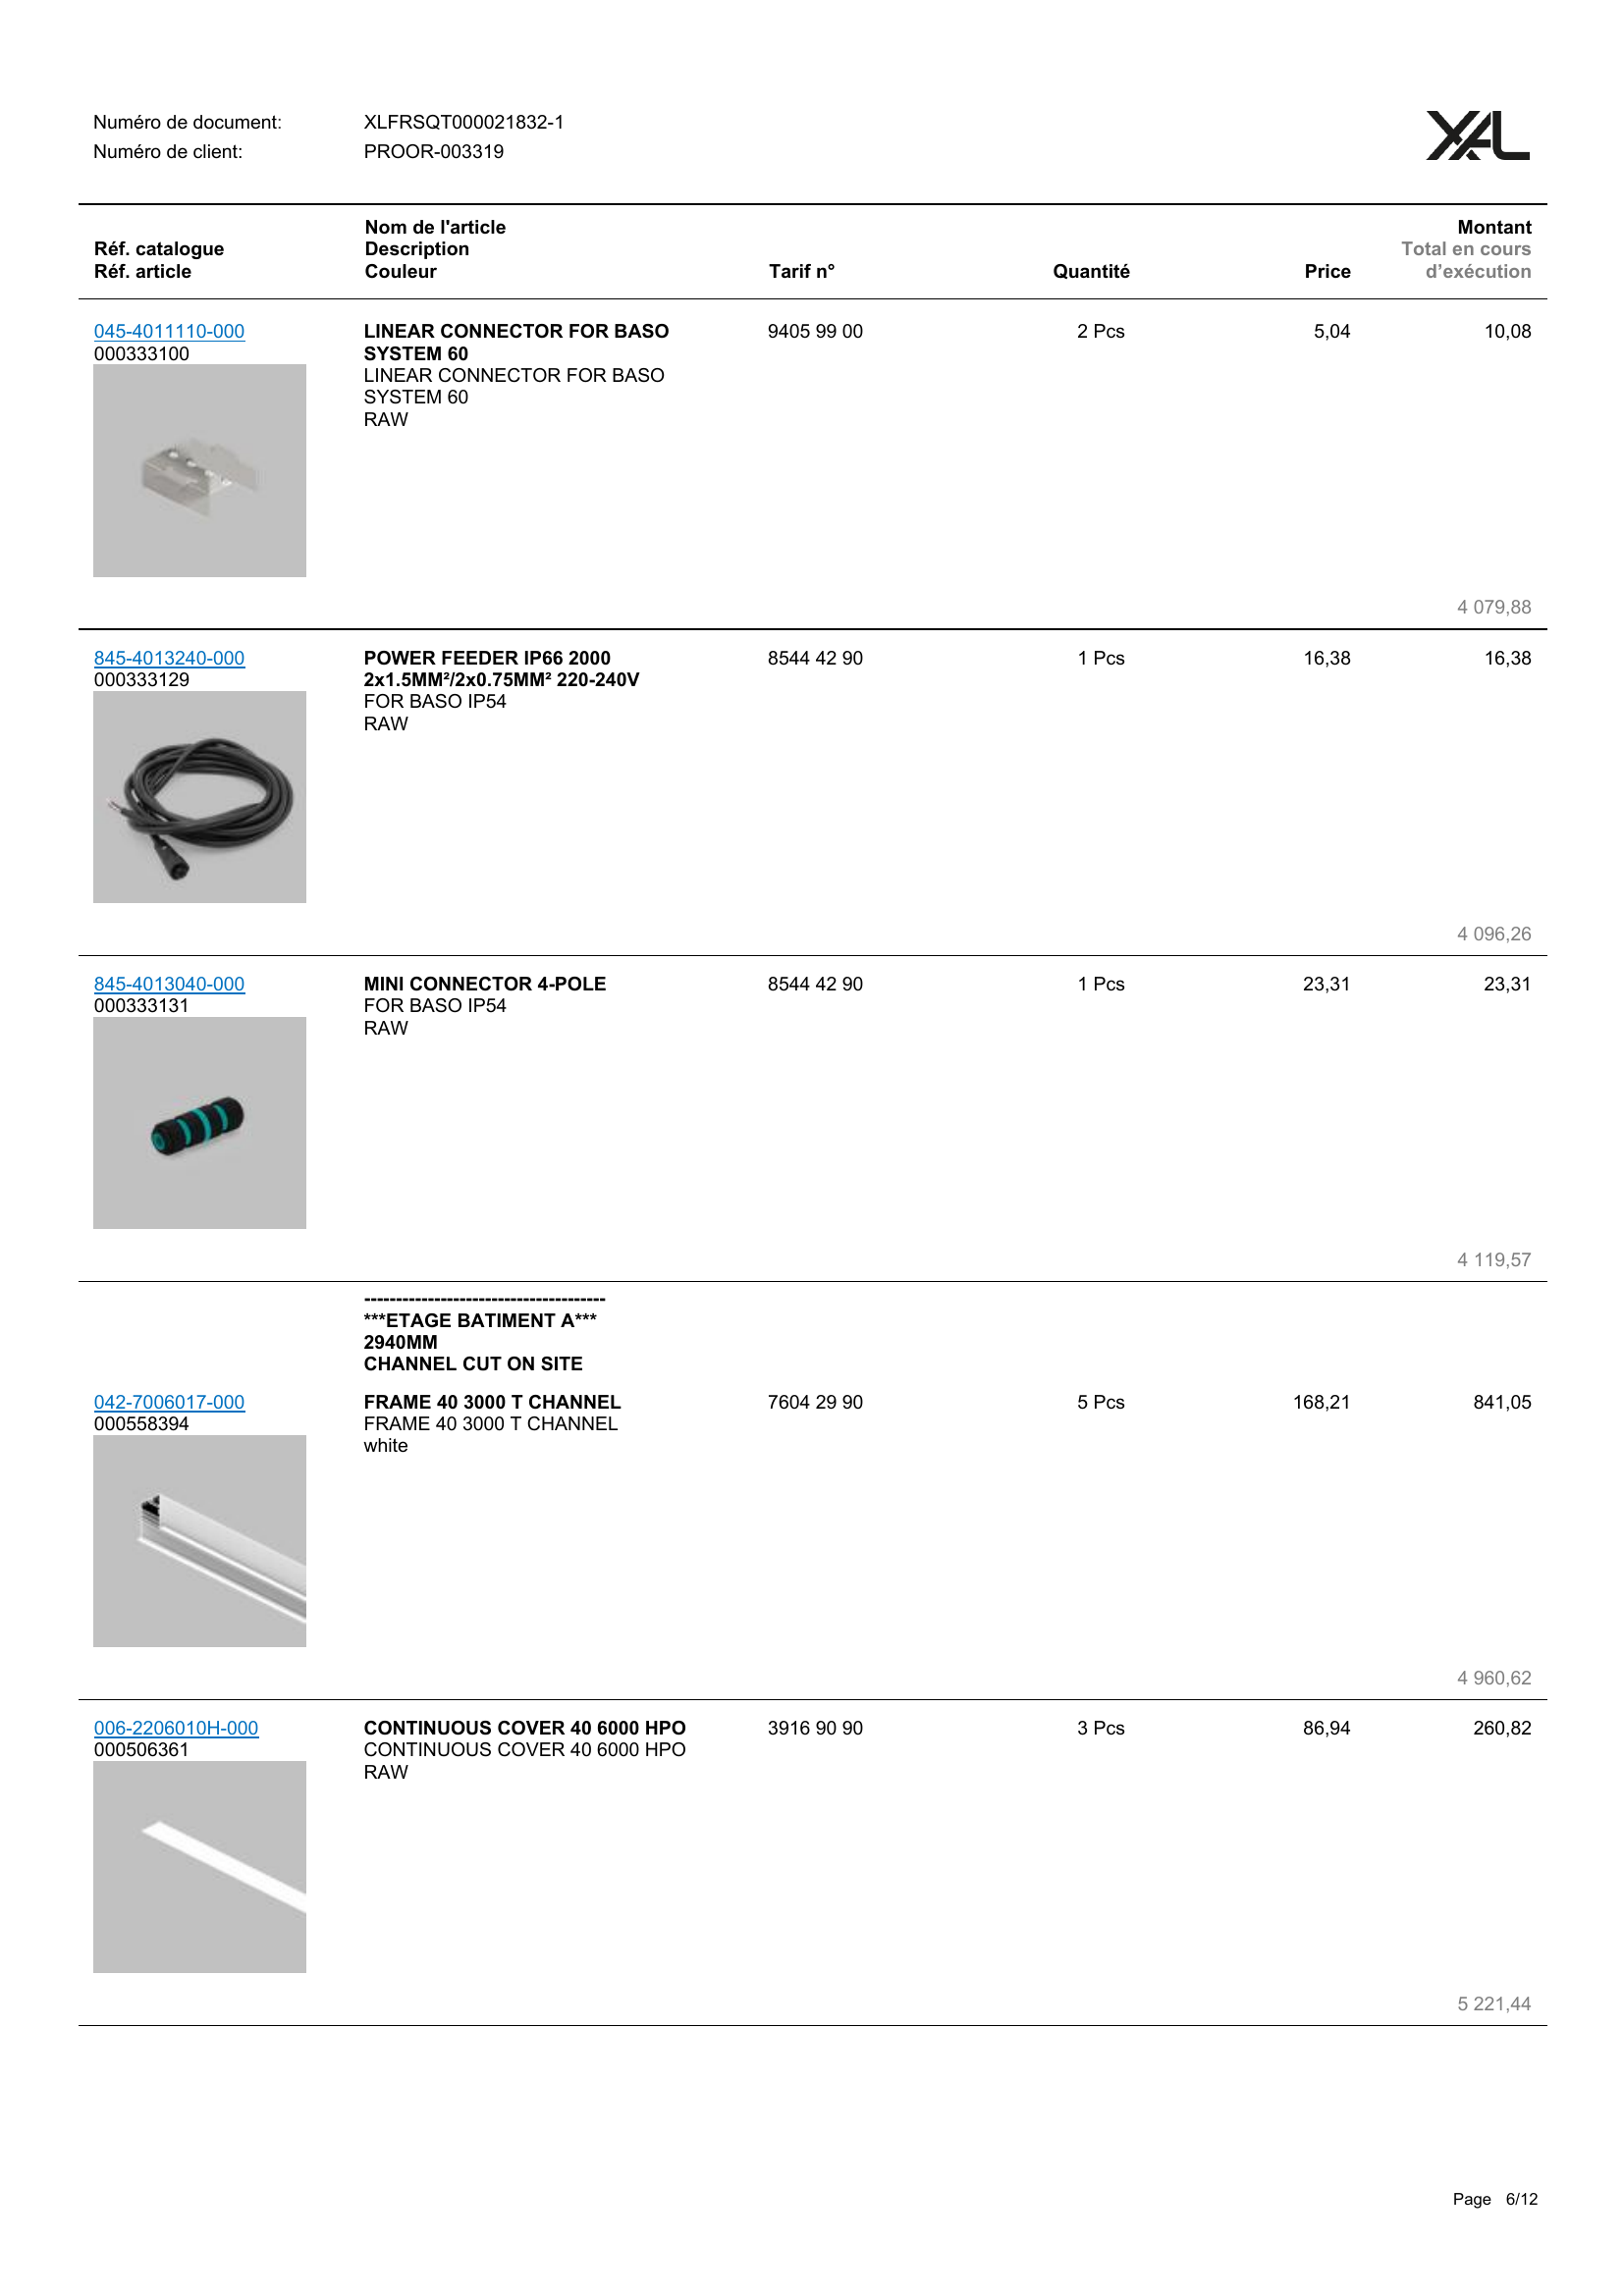 Numéro de document: XLFRSQT000021832-1
Numéro de client: PROOR-003319
XAL
Nom de l'article Montant
Réf. catalogue Description Total en cours
Réf. article Couleur Tarif n° Quantité Price d’exécution
045-4011110-000 LINEAR CONNECTOR FOR BASO 9405 99 00 2 Pcs 5,04 10,08
000333100 SYSTEM 60
LINEAR CONNECTOR FOR BASO
SYSTEM 60
RAW
4 079,88
845-4013240-000 POWER FEEDER IP66 2000 8544 42 90 1 Pcs 16,38 16,38
000333129 2x1.5MM²/2x0.75MM² 220-240V
FOR BASO IP54
RAW
4 096,26
845-4013040-000 MINI CONNECTOR 4-POLE 8544 42 90 1 Pcs 23,31 23,31
000333131 FOR BASO IP54
RAW
4 119,57
--------------------------------------
***ETAGE BATIMENT A***
2940MM
CHANNEL CUT ON SITE
042-7006017-000 FRAME 40 3000 T CHANNEL 7604 29 90 5 Pcs 168,21 841,05
000558394 FRAME 40 3000 T CHANNEL
white
4 960,62
006-2206010H-000 CONTINUOUS COVER 40 6000 HPO 3916 90 90 3 Pcs 86,94 260,82
000506361 CONTINUOUS COVER 40 6000 HPO
RAW
5 221,44
Page 6/12